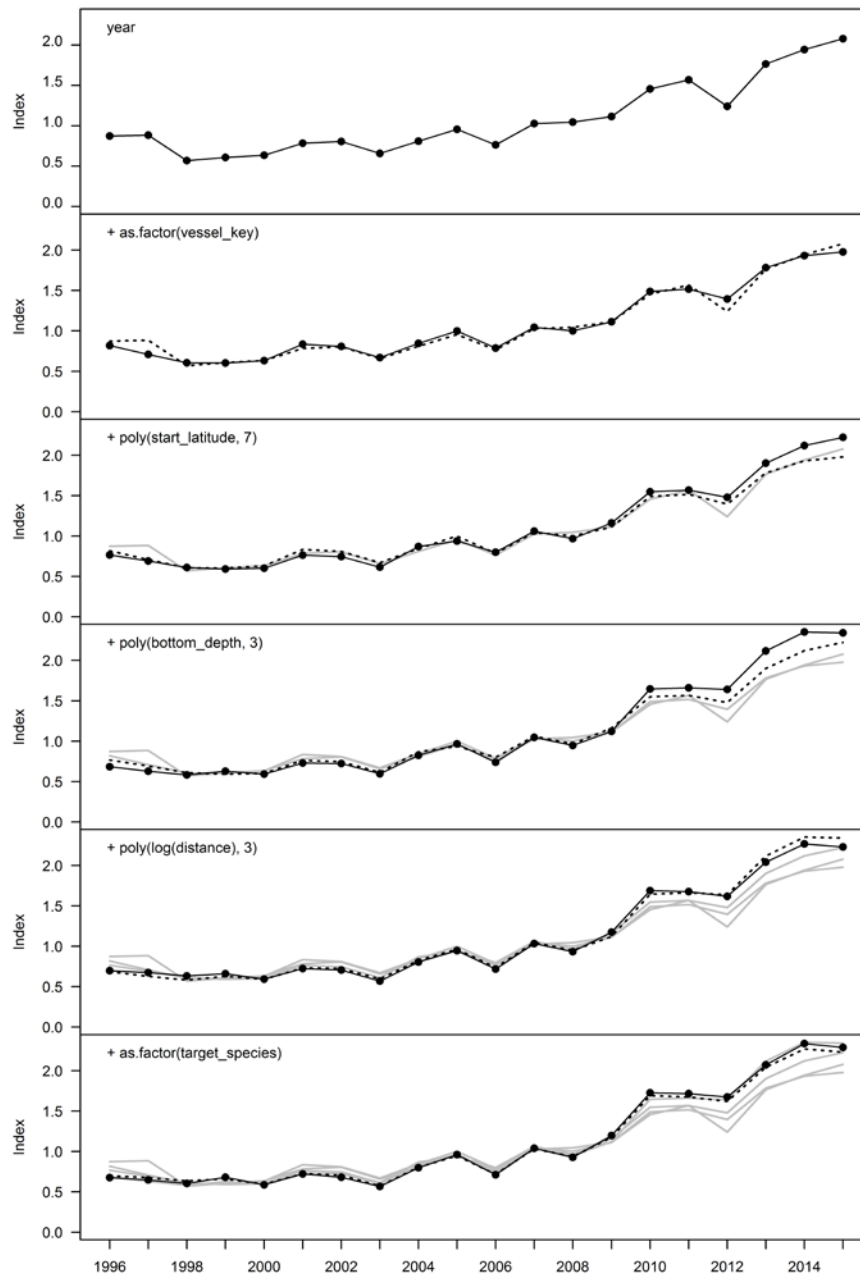 year
2.0
1.5
1.0
0.5
0.0
Index
+ as.factor(vessel_key)
2.0
1.5
1.0
0.5
0.0
Index
+ poly(start_latitude, 7)
2.0
1.5
1.0
0.5
0.0
Index
+ poly(bottom_depth, 3)
2.0
1.5
1.0
0.5
0.0
Index
+ poly(log(distance), 3)
2.0
1.5
1.0
0.5
0.0
Index
+ as.factor(target_species)
2.0
1.5
1.0
0.5
0.0
Index
1996 1998 2000 2002 2004 2006 2008 2010 2012 2014